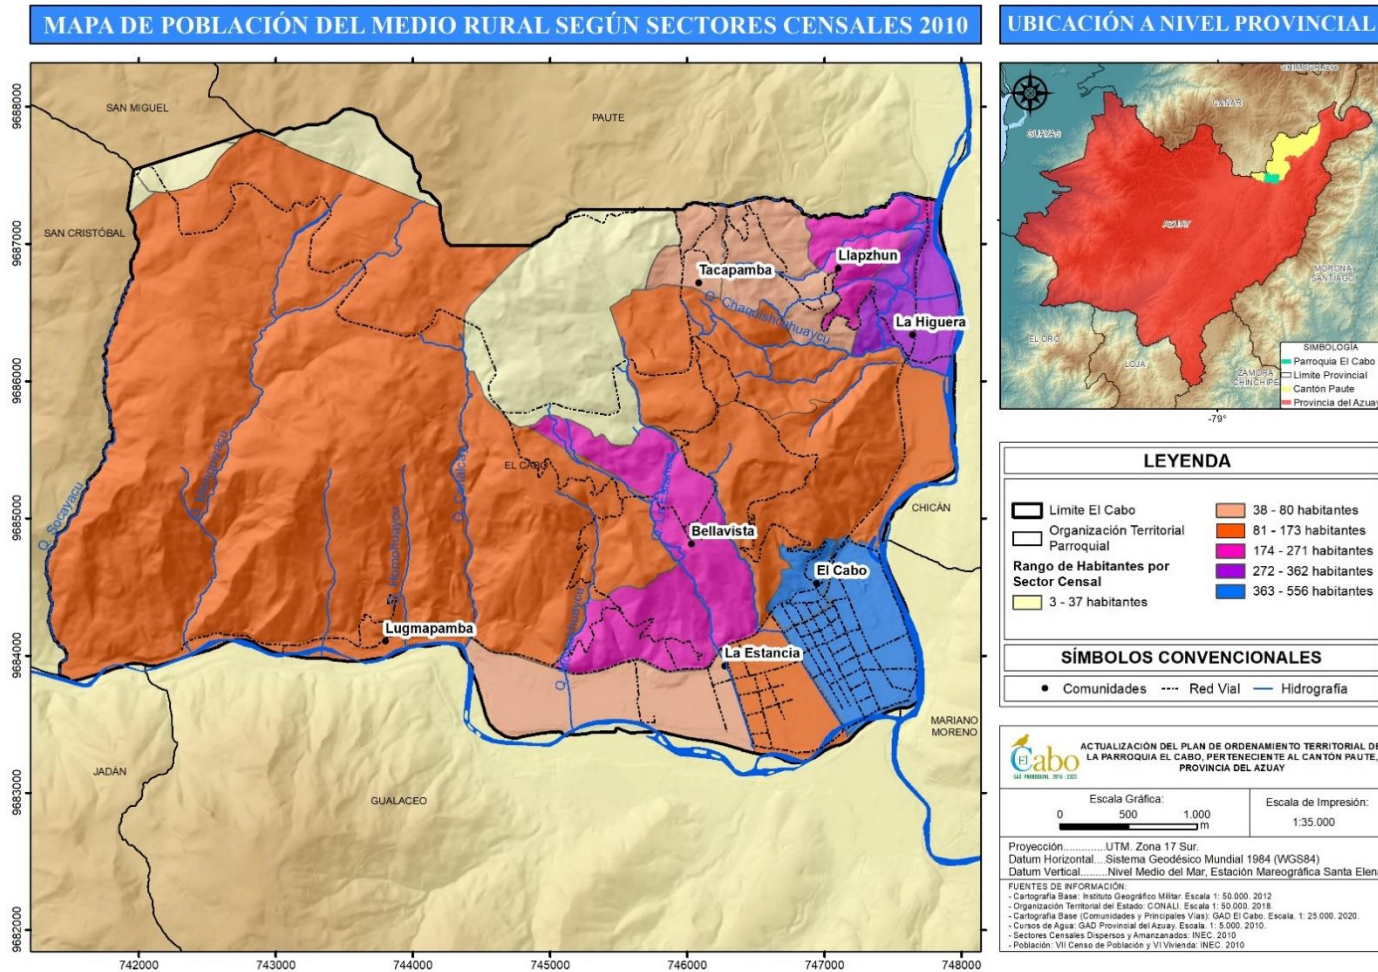 MAPA DE POBLACIÓN DEL MEDIO RURAL SEGÚN SECTORES CENSALES 2010
9688000
9687000
9686000
9685000
9684000
9683000
9682000
742000
743000
744000
745000
746000
747000
748000
SAN MIGUEL
PAUTE
SAN CRISTÓBAL
Tacapamba
Llapzhun
La Higuera
Q. Chaquishcahuaycu
EL CABO
Q. Socayacu
Bellavista
CHICÁN
El Cabo
Lugmapamba
La Estancia
MARIANO
MORENO
JADÁN
GUALACEO
UBICACIÓN A NIVEL PROVINCIAL
CAÑAR
GUAYAS
AZUAY
MORONA
SANTIAGO
EL ORO
LOJA
ZAMORA
CHINCHIPE
-79°
SIMBOLOGÍA
Parroquia El Cabo
Límite Provincial
Cantón Paute
Provincia del Azuay
LEYENDA
Límite El Cabo
Organización Territorial
Parroquial
Rango de Habitantes por
Sector Censal
3 - 37 habitantes
38 - 80 habitantes
81 - 173 habitantes
174 - 271 habitantes
272 - 362 habitantes
363 - 556 habitantes
SÍMBOLOS CONVENCIONALES
Comunidades
Red Vial
Hidrografía
El Cabo
GAD PARROQUIAL 2019 - 2023
ACTUALIZACIÓN DEL PLAN DE ORDENAMIENTO TERRITORIAL DE
LA PARROQUIA EL CABO, PERTENECIENTE AL CANTÓN PAUTE,
PROVINCIA DEL AZUAY
Escala Gráfica:
0 500 1.000
m
Escala de Impresión:
1:35.000
Proyección..............UTM. Zona 17 Sur.
Datum Horizontal....Sistema Geodésico Mundial 1984 (WGS84)
Datum Vertical.........Nivel Medio del Mar, Estación Mareográfica Santa Elena
FUENTES DE INFORMACIÓN:
- Cartografía Base: Instituto Geográfico Militar. Escala 1: 50.000. 2012
- Organización Territorial del Estado: CONALI. Escala 1: 50.000. 2018.
- Cartografía Base (Comunidades y Principales Vías): GAD El Cabo. Escala. 1: 25.000. 2020.
- Cursos de Agua: GAD Provincial del Azuay. Escala. 1: 5.000. 2010.
- Sectores Censales Dispersos y Amanzanados: INEC. 2010
- Población: VII Censo de Población y VI Vivienda: INEC. 2010